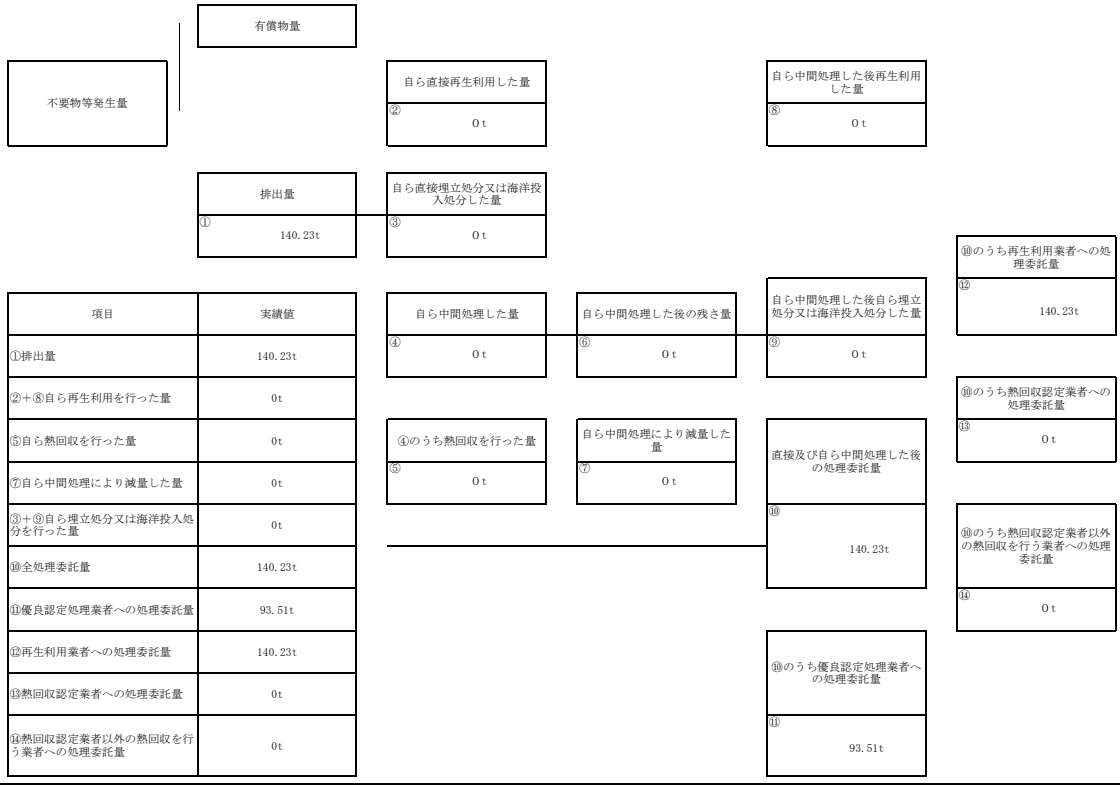 有償物量
不要物等発生量
自ら直接再生利用した量
②
0t
自ら中間処理した後再生利用
した量
⑧
0t
排出量
①
140.23t
自ら直接埋立処分又は海洋投
入処分した量
③
0t
⑩のうち再生利用業者への処
理委託量
⑫
140.23t
項目
実績値
①排出量
140.23t
②+⑧自ら再生利用を行った量
0t
⑤自ら熱回収を行った量
0t
⑦自ら中間処理により減量した量
0t
③+⑨自ら埋立処分又は海洋投入処
分を行った量
0t
⑩全処理委託量
140.23t
⑪優良認定処理業者への処理委託量
93.51t
⑫再生利用業者への処理委託量
140.23t
⑬熱回収認定業者への処理委託量
0t
⑭熱回収認定業者以外の熱回収を行
う業者への処理委託量
0t
自ら中間処理した量
④
0t
自ら中間処理した後の残さ量
⑥
0t
自ら中間処理した後自ら埋立
処分又は海洋投入処分した量
⑨
0t
④のうち熱回収を行った量
⑤
0t
自ら中間処理により減量した
量
⑦
0t
直接及び自ら中間処理した後
の処理委託量
⑩
140.23t
⑩のうち熱回収認定業者への
処理委託量
⑬
0t
⑩のうち熱回収認定業者以外
の熱回収を行う業者への処理
委託量
⑭
0t
⑩のうち優良認定処理業者へ
の処理委託量
⑪
93.51t